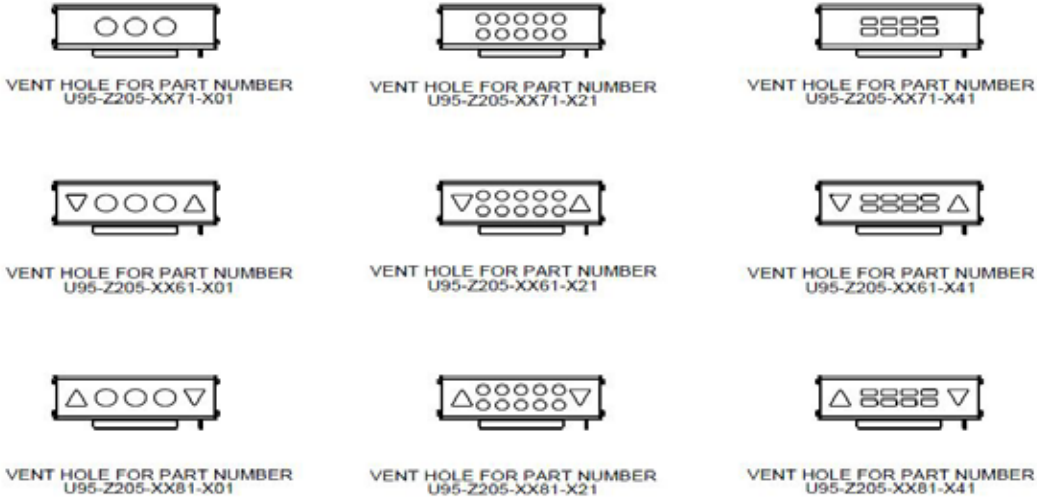 VENT HOLE FOR PART NUMBER
U95-Z205-XX71-X01
VENT HOLE FOR PART NUMBER
U95-Z205-XX71-X21
VENT HOLE FOR PART NUMBER
U95-Z205-XX71-X41
VENT HOLE FOR PART NUMBER
U95-Z205-XX61-X01
VENT HOLE FOR PART NUMBER
U95-Z205-XX61-X21
VENT HOLE FOR PART NUMBER
U95-Z205-XX61-X41
VENT HOLE FOR PART NUMBER
U95-Z205-XX81-X01
VENT HOLE FOR PART NUMBER
U95-Z205-XX81-X21
VENT HOLE FOR PART NUMBER
U95-Z205-XX81-X41